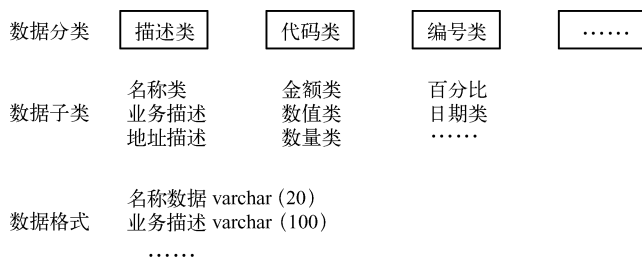 数据分类 描述类 代码类 编号类 ……
名称类 金额类 百分比
数据子类 业务描述 数值类 日期类
地址描述 数量类 ……
名称数据 varchar (20)
数据格式 业务描述 varchar (100)
……